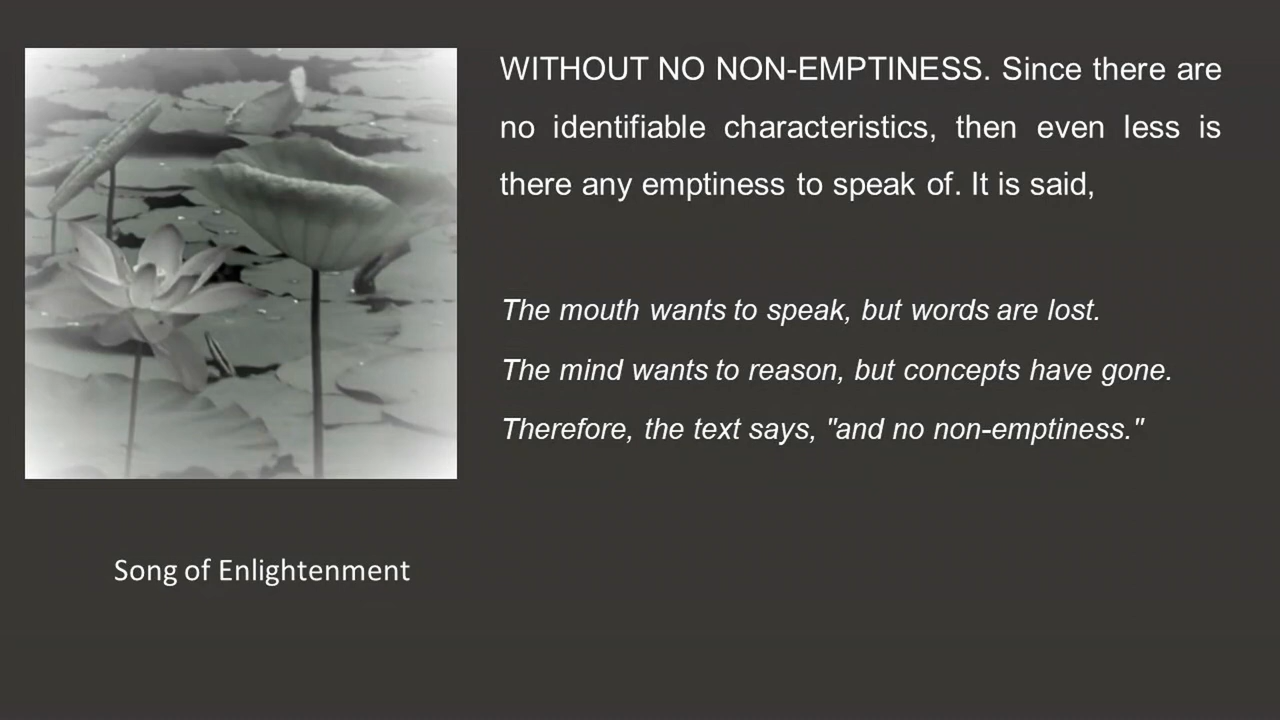 WITHOUT NO NON-EMPTINESS. Since there are
no identifiable characteristics, then even less is
there any emptiness to speak of. It is said,
The mouth wants to speak, but words are lost.
The mind wants to reason, but concepts have gone.
Therefore, the text says, "and no non-emptiness."
Song of Enlightenment